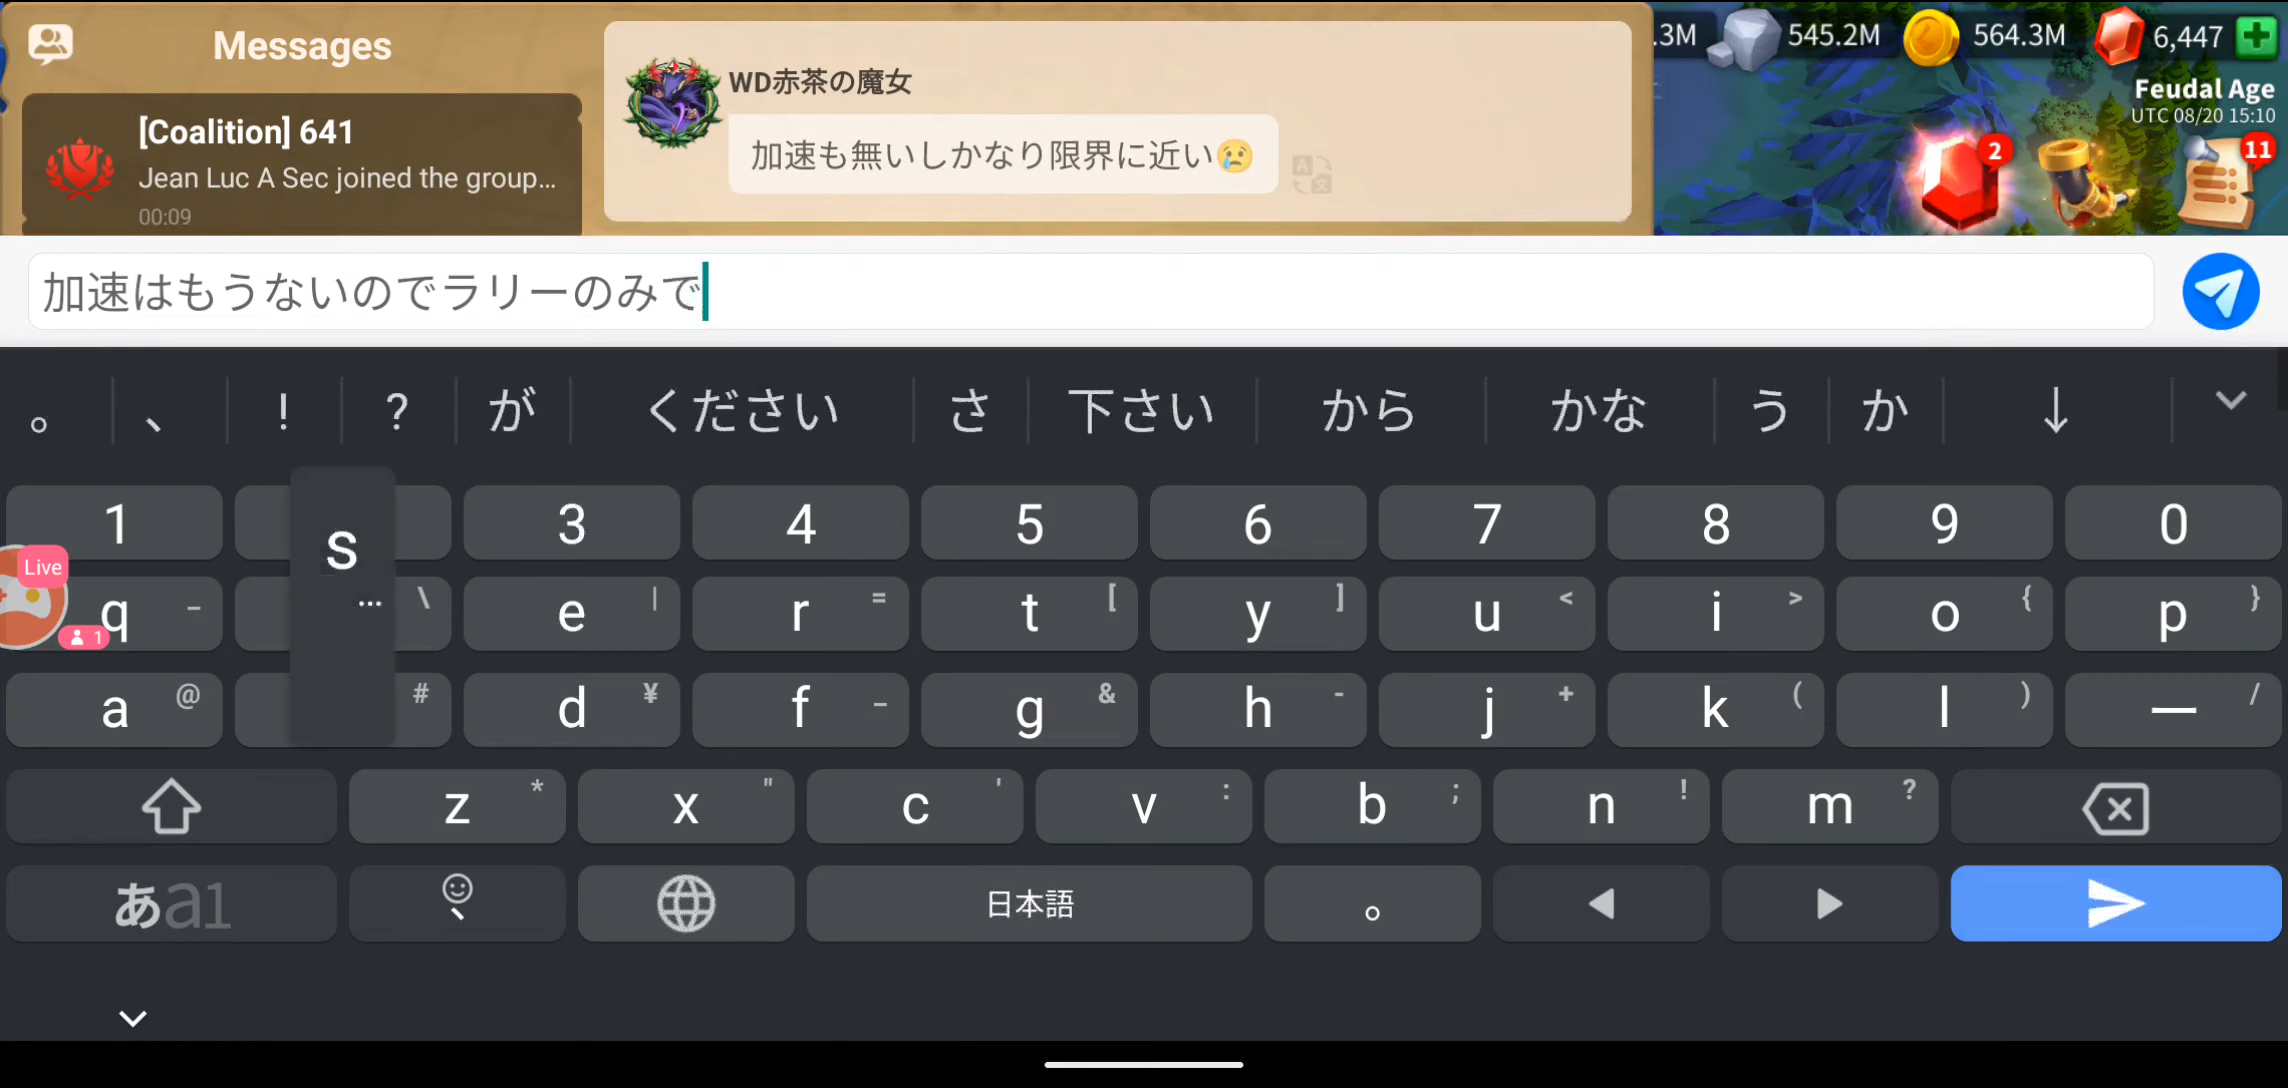 Messages
[Coalition] 641
Jean Luc A Sec joined the group...
00:09
WD赤茶の魔女
加速も無いしかなり限界に近い😢
.3M 545.2M 564.3M 6,447
Feudal Age
UTC 08/20 15:10
2
11
加速はもうないのでラリーのみで
。 、 ! ? が ください さ 下さい から かな う か ↓
1 3 4 5 6 7 8 9 0
s
...
Live
1
q - \ e | r = t [ y ] u < i > o { p }
a @ # d ¥ f _ g & h - j + k ( l ) ー /
z * x " c ' v : b ; n ! m ?
あa1 、 日本語 。